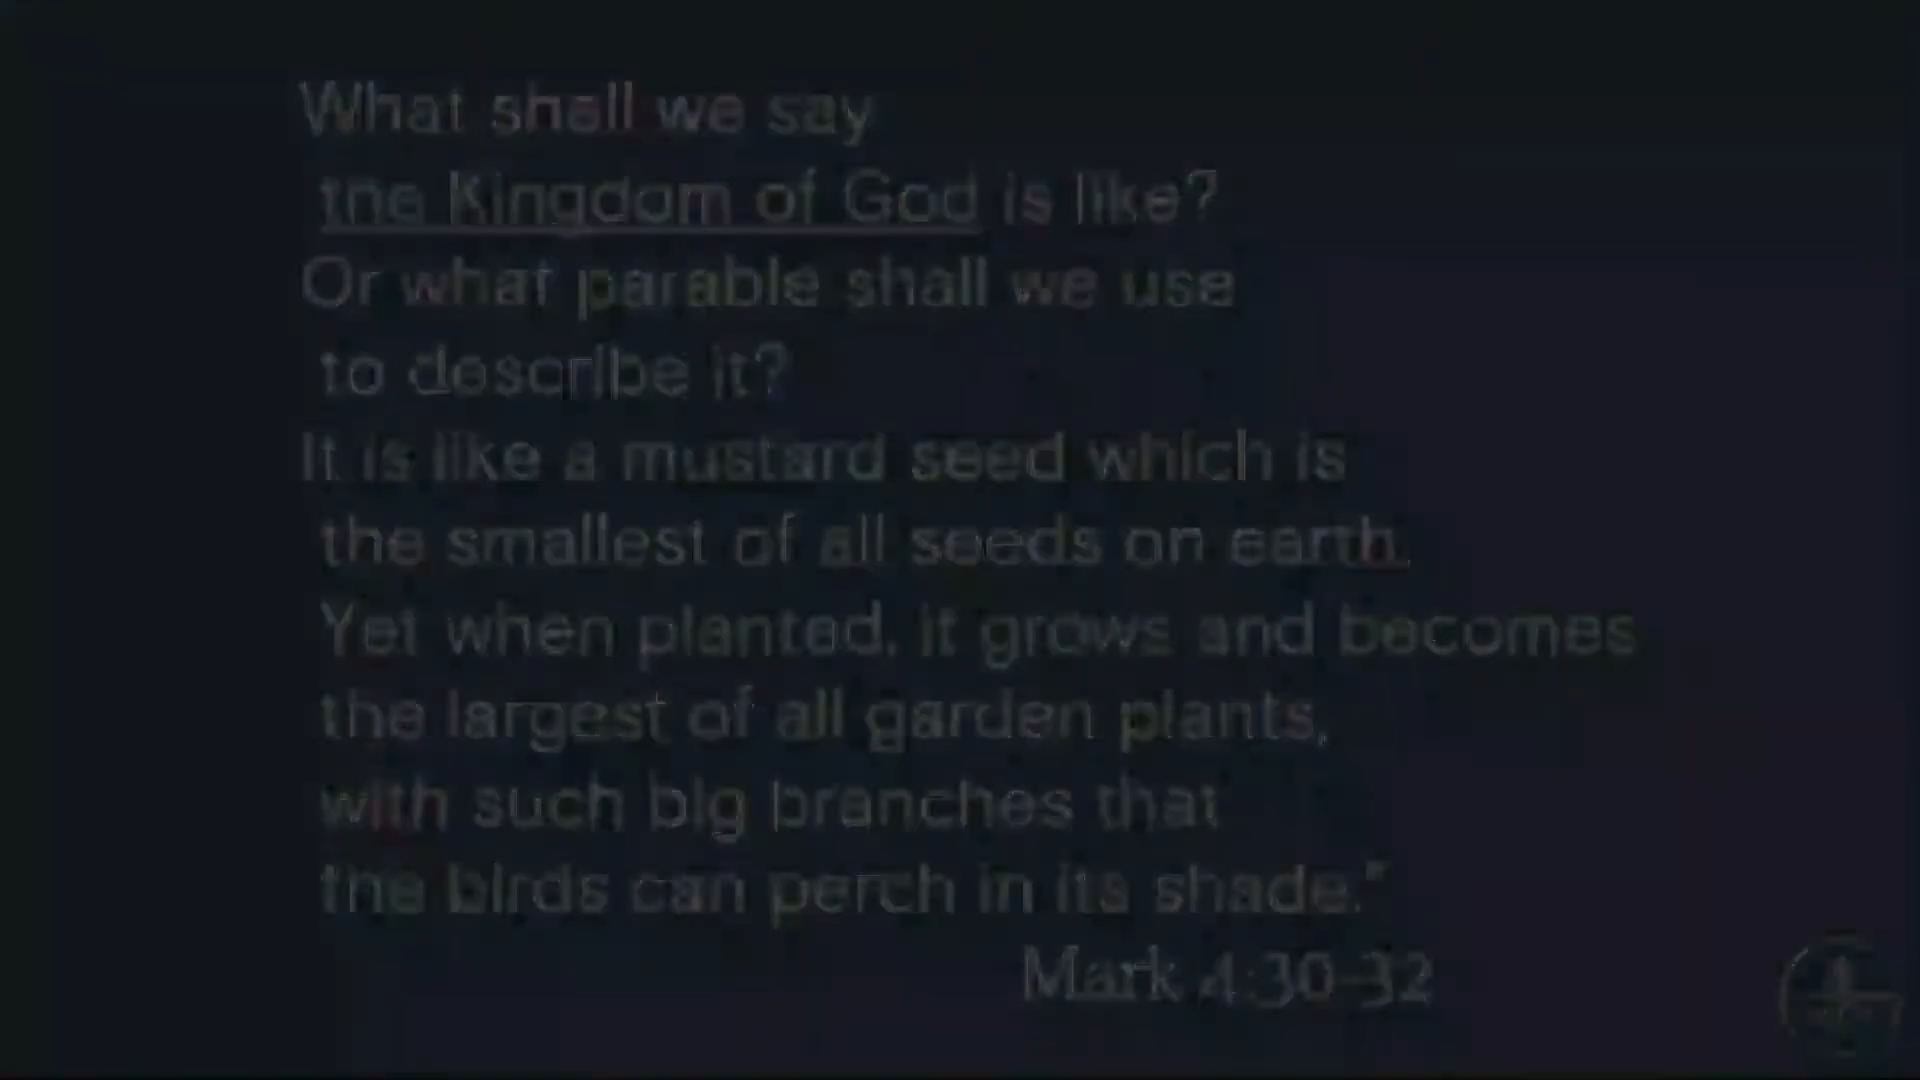 What shall we say
the Kingdom of God is like?
Or what parable shall we use
to describe it?
It is like a mustard seed which is
the smallest of all seeds on earth.
Yet when planted, it grows and becomes
the largest of all garden plants,
with such big branches that
the birds can perch in its shade."
Mark 4:30-32